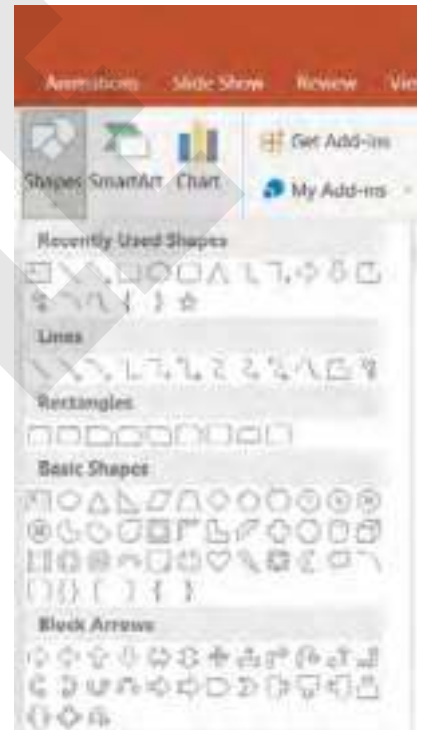 Animations Slide Show Review Vie
Get Add-ins
Shapes SmartArt Chart
My Add-ins
Recently Used Shapes
Lines
Rectangles
Basic Shapes
Block Arrows